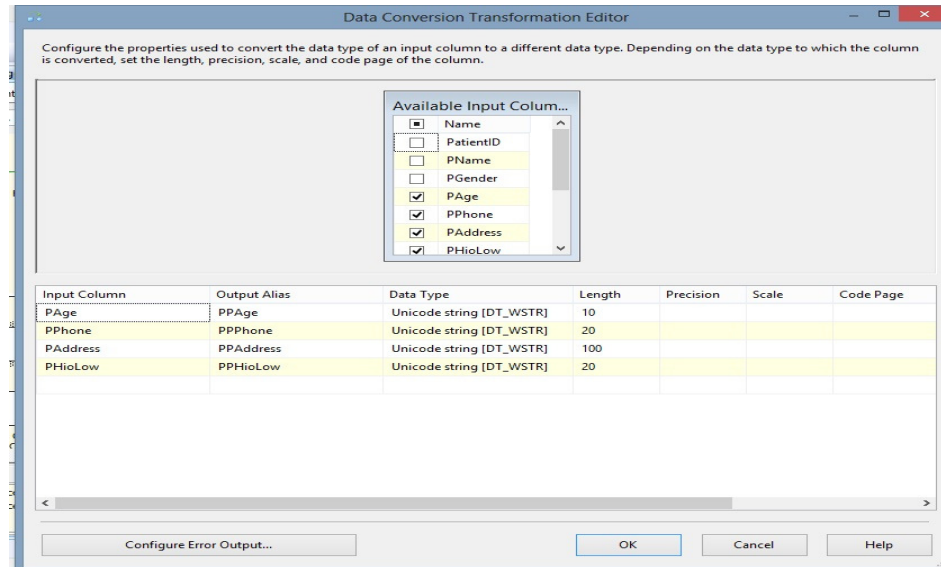 Data Conversion Transformation Editor
Configure the properties used to convert the data type of an input column to a different data type. Depending on the data type to which the column
is converted, set the length, precision, scale, and code page of the column.
Available Input Colum...
Name
PatientID
PName
PGender
PAge
PPhone
PAddress
PHioLow
Input Column Output Alias Data Type Length Precision Scale Code Page
PAge PPAge Unicode string [DT_WSTR] 10
PPhone PPPhone Unicode string [DT_WSTR] 20
PAddress PPAddress Unicode string [DT_WSTR] 100
PHioLow PPHioLow Unicode string [DT_WSTR] 20
Configure Error Output... OK Cancel Help